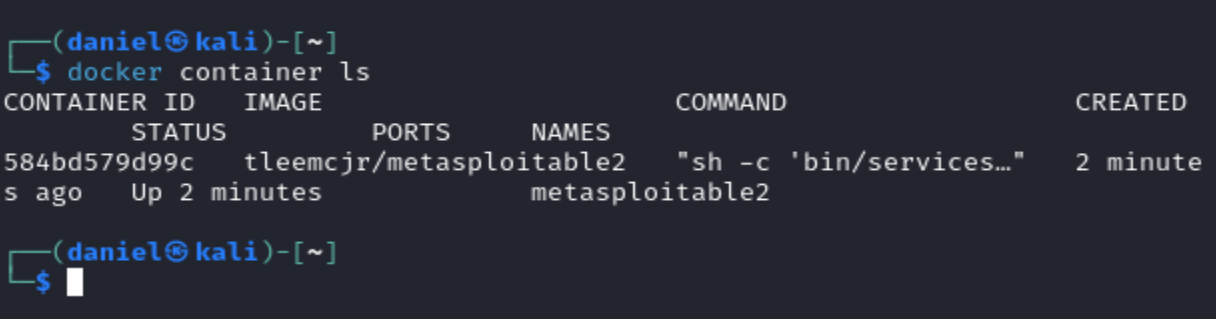 ┌──(daniel㉿kali)-[~]
└─$ docker container ls
CONTAINER ID   IMAGE                       COMMAND                  CREATED
        STATUS         PORTS     NAMES
584bd579d99c   tleemcjr/metasploitable2   "sh -c 'bin/services…"   2 minute
s ago   Up 2 minutes             metasploitable2
┌──(daniel㉿kali)-[~]
└─$